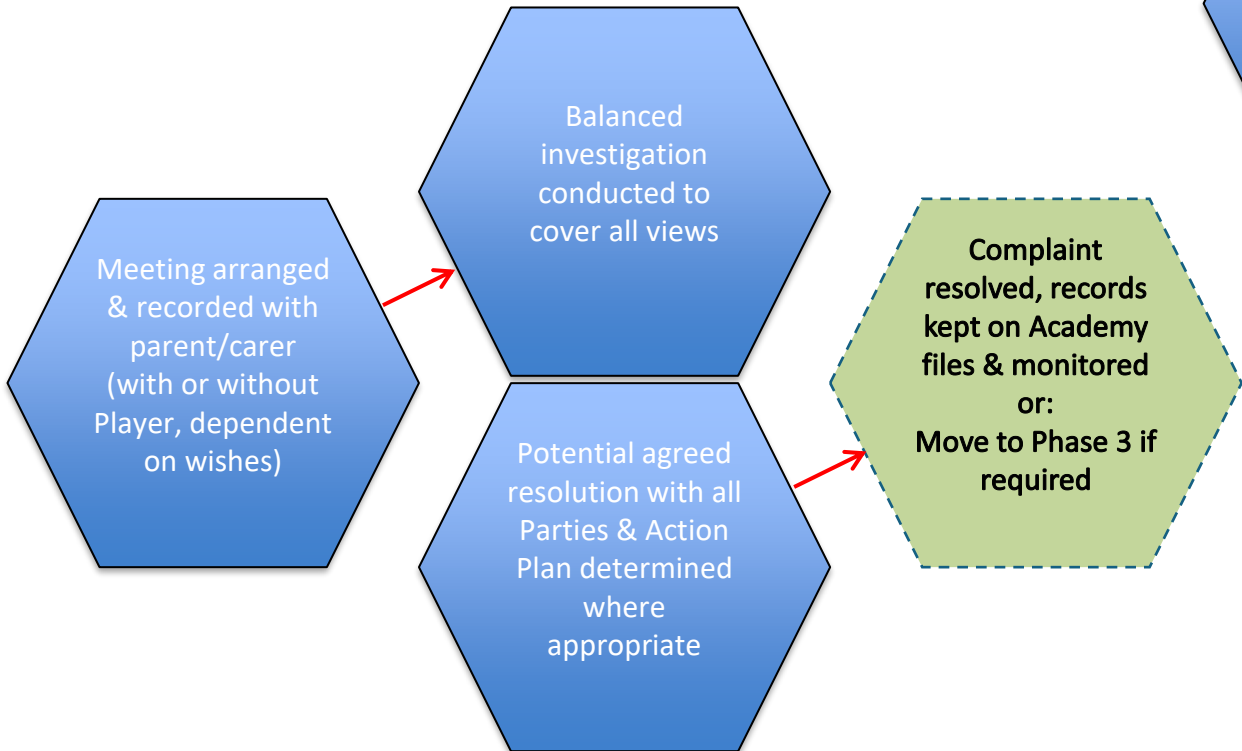 Meeting arranged
& recorded with
parent/carer
(with or without
Player, dependent
on wishes)
Balanced
investigation
conducted to
cover all views
Potential agreed
resolution with all
Parties & Action
Plan determined
where
appropriate
Complaint
resolved, records
kept on Academy
files & monitored
or:
Move to Phase 3 if
required